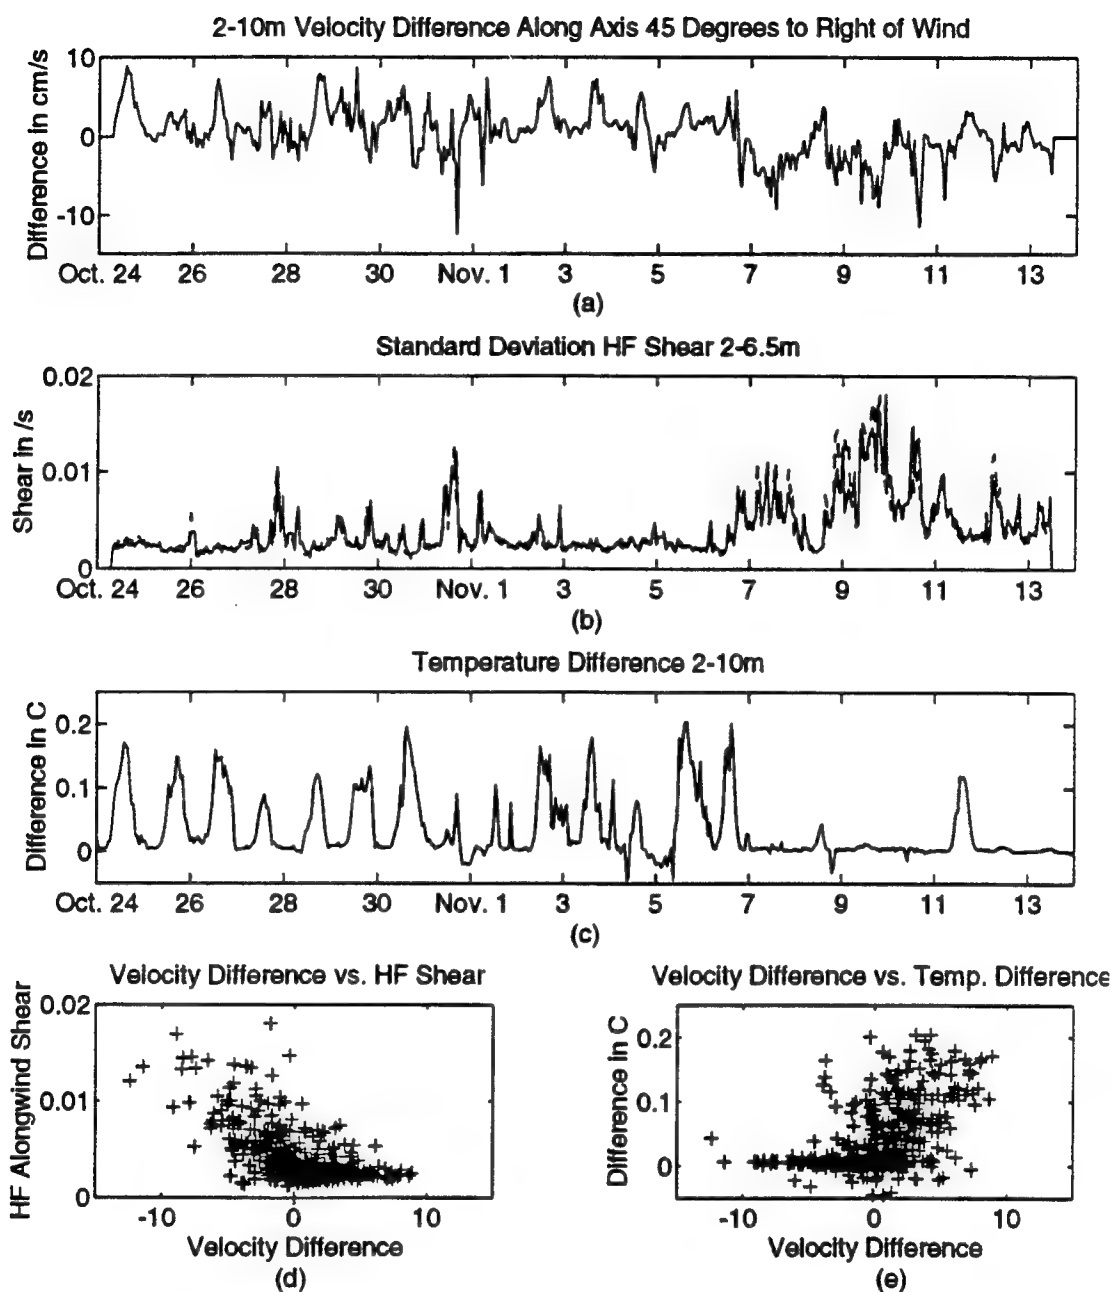 2-10m Velocity Difference Along Axis 45 Degrees to Right of Wind
Difference in cm/s
10
0
-10
Oct. 24 26 28 30 Nov. 1 3 5 7 9 11 13
(a)
Standard Deviation HF Shear 2-6.5m
Shear in /s
0.02
0.01
0
Oct. 24 26 28 30 Nov. 1 3 5 7 9 11 13
(b)
Temperature Difference 2-10m
Difference in C
0.2
0.1
0
Oct. 24 26 28 30 Nov. 1 3 5 7 9 11 13
(c)
Velocity Difference vs. HF Shear
HF Alongwind Shear
0.02
0.01
0
-10 0 10
Velocity Difference
(d)
Velocity Difference vs. Temp. Difference
Difference in C
0.2
0.1
0
-10 0 10
Velocity Difference
(e)